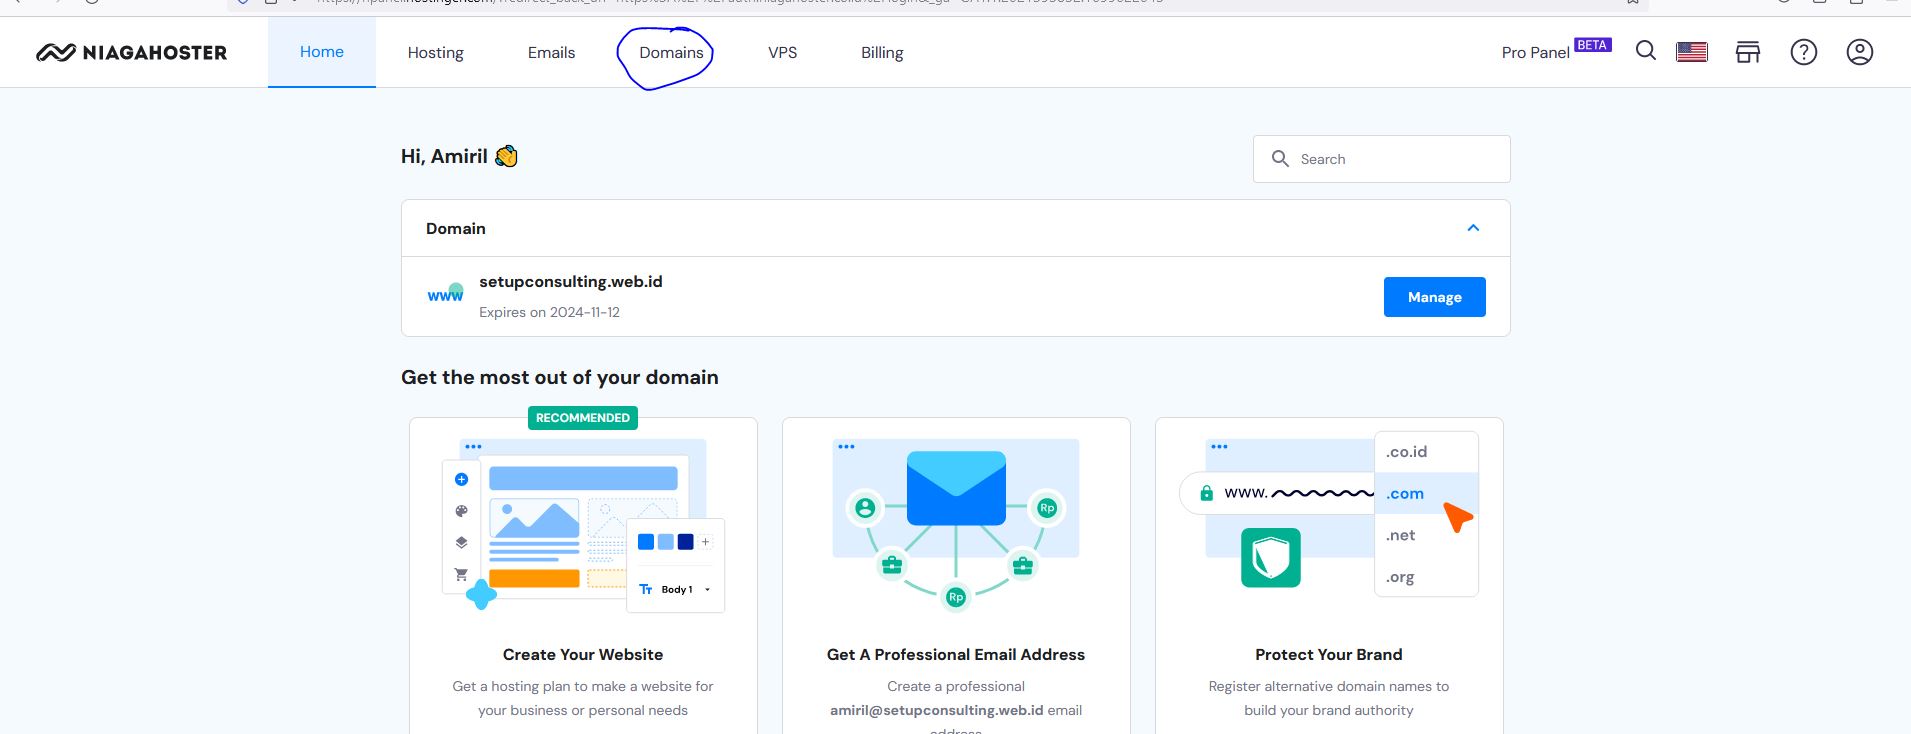 NIAGAHOSTER Home Hosting Emails Domains VPS Billing Pro Panel BETA
Hi, Amiril
Search
Domain
www setupconsulting.web.id
Expires on 2024-11-12
Manage
Get the most out of your domain
RECOMMENDED
Body 1
Rp
Rp
www.
.co.id
.com
.net
.org
Create Your Website
Get a hosting plan to make a website for
your business or personal needs
Get A Professional Email Address
Create a professional
amiril@setupconsulting.web.id email
address
Protect Your Brand
Register alternative domain names to
build your brand authority